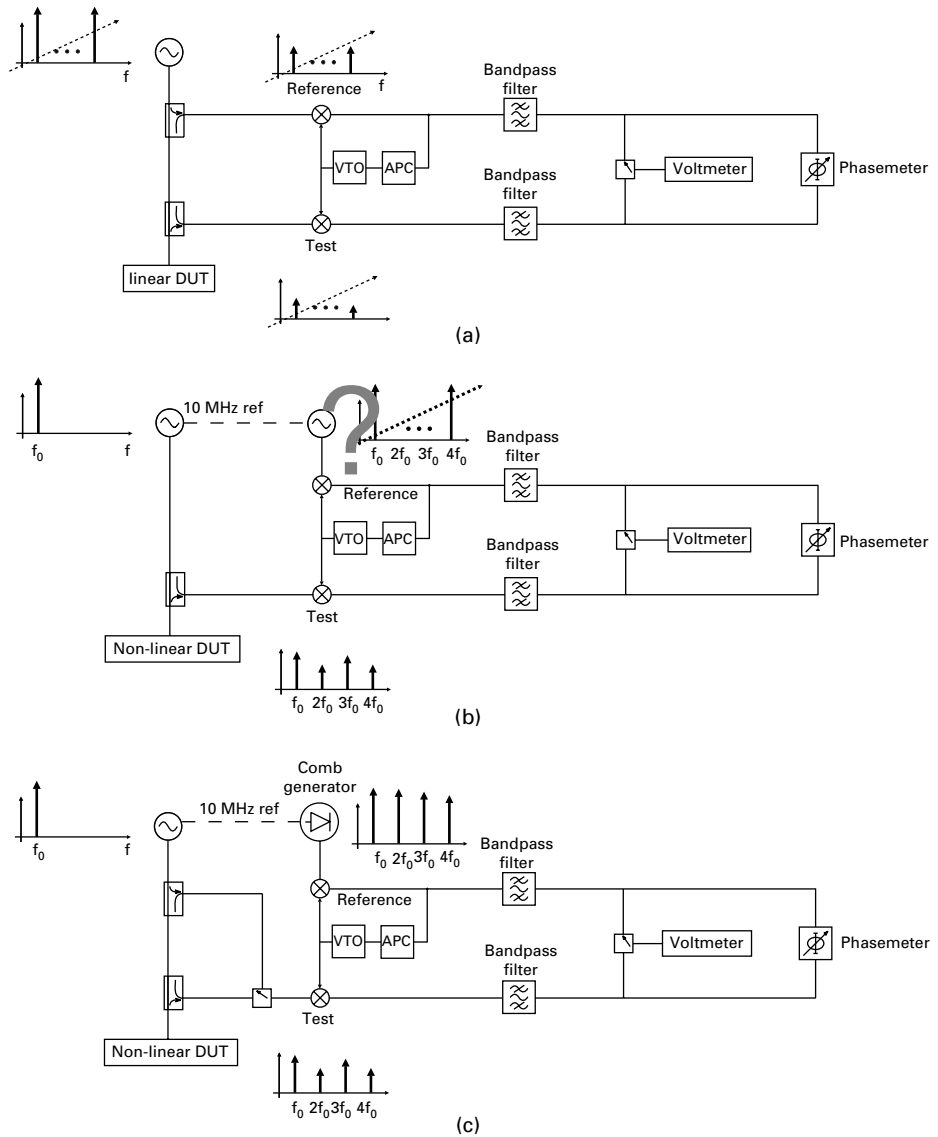 f
f
Reference
Bandpass
filter
VTO
APC
Voltmeter
Φ
Phasemeter
Bandpass
filter
Test
linear DUT
(a)
f₀
f
10 MHz ref
?
f₀ 2f₀ 3f₀ 4f₀
Bandpass
filter
Reference
VTO
APC
Voltmeter
Φ
Phasemeter
Bandpass
filter
Test
Non-linear DUT
f₀ 2f₀ 3f₀ 4f₀
(b)
Comb
generator
f₀
f
10 MHz ref
f₀ 2f₀ 3f₀ 4f₀
Bandpass
filter
Reference
VTO
APC
Voltmeter
Φ
Phasemeter
Bandpass
filter
Test
Non-linear DUT
f₀ 2f₀ 3f₀ 4f₀
(c)